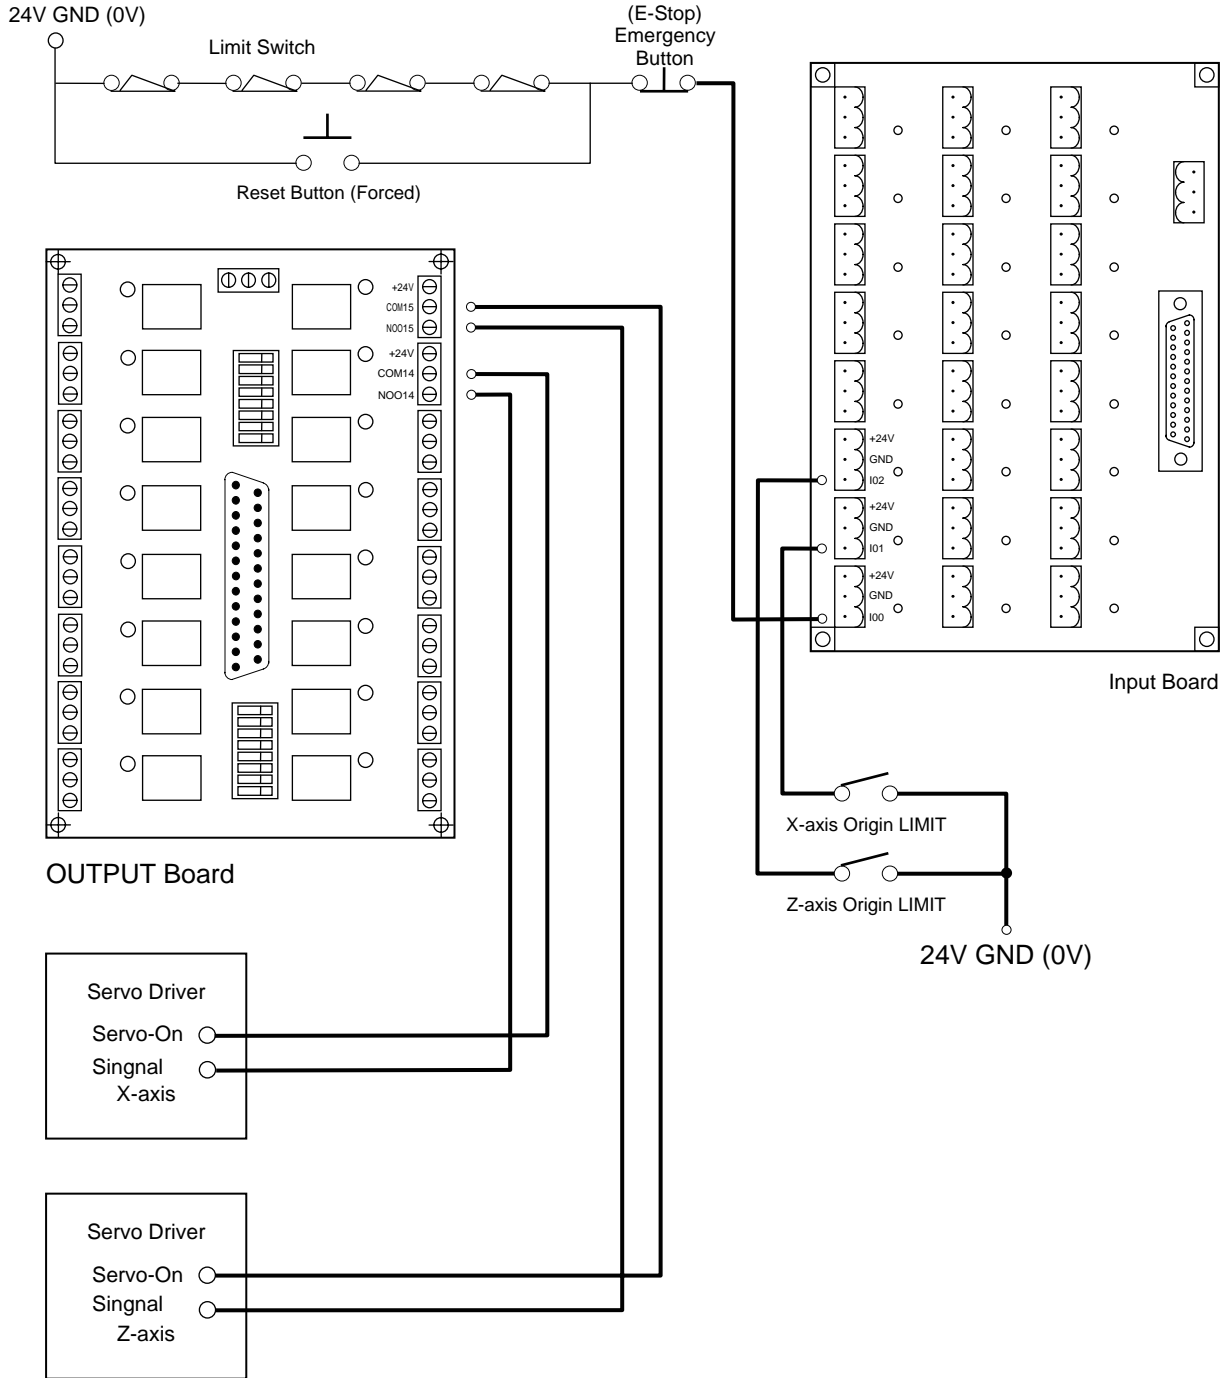 24V GND (0V)
Limit Switch
(E-Stop)
Emergency
Button
Reset Button (Forced)
+24V
COM15
NO015
+24V
COM14
NOO14
OUTPUT Board
+24V
GND
I02
+24V
GND
I01
+24V
GND
I00
Input Board
X-axis Origin LIMIT
Z-axis Origin LIMIT
24V GND (0V)
Servo Driver
Servo-On
Singnal
X-axis
Servo Driver
Servo-On
Singnal
Z-axis